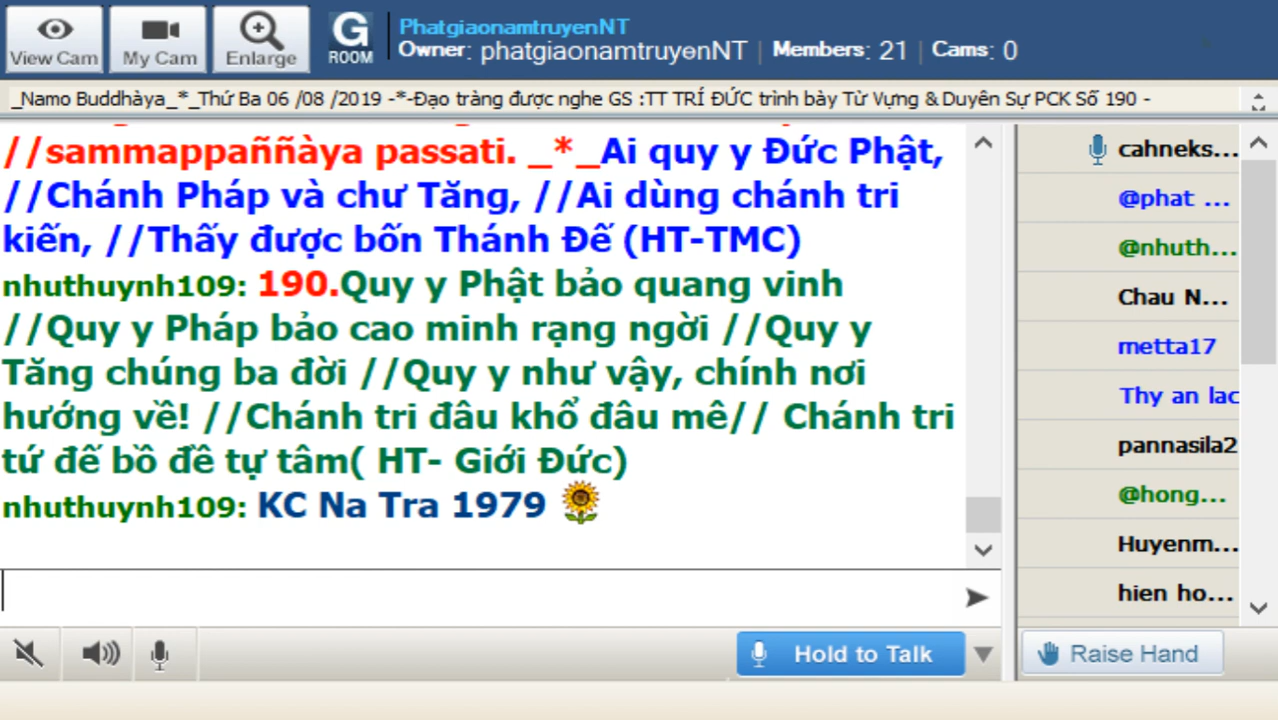 View Cam
My Cam
Enlarge
G
ROOM
PhatgiaonamtruyenNT
Owner: phatgiaonamtruyenNT | Members: 21 | Cams: 0
_Namo Buddhàya_*_Thứ Ba 06 /08 /2019 -*-Đạo tràng được nghe GS :TT TRÍ ĐỨC trình bày Từ Vựng & Duyên Sự PCK Số 190 -
//sammappaññàya passati. _*_Ai quy y Đức Phật,
//Chánh Pháp và chư Tăng, //Ai dùng chánh tri
kiến, //Thấy được bốn Thánh Đế (HT-TMC)
nhuthuynh109: 190.Quy y Phật bảo quang vinh
//Quy y Pháp bảo cao minh rạng ngời //Quy y
Tăng chúng ba đời //Quy y như vậy, chính nơi
hướng về! //Chánh tri đâu khổ đâu mê// Chánh tri
tứ đế bồ đề tự tâm( HT- Giới Đức)
nhuthuynh109: KC Na Tra 1979
cahneks...
@phat ...
@nhuth...
Chau N...
metta17
Thy an lac
pannasila2
@hong...
Huyenm...
hien ho...
Hold to Talk
Raise Hand